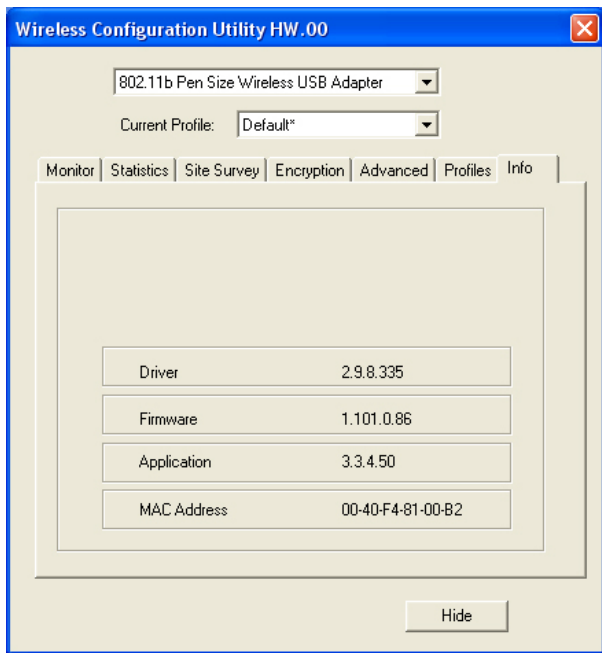 Wireless Configuration Utility HW.00
802.11b Pen Size Wireless USB Adapter
Current Profile: Default*
Monitor Statistics Site Survey Encryption Advanced Profiles Info
Driver 2.9.8.335
Firmware 1.101.0.86
Application 3.3.4.50
MAC Address 00-40-F4-81-00-B2
Hide